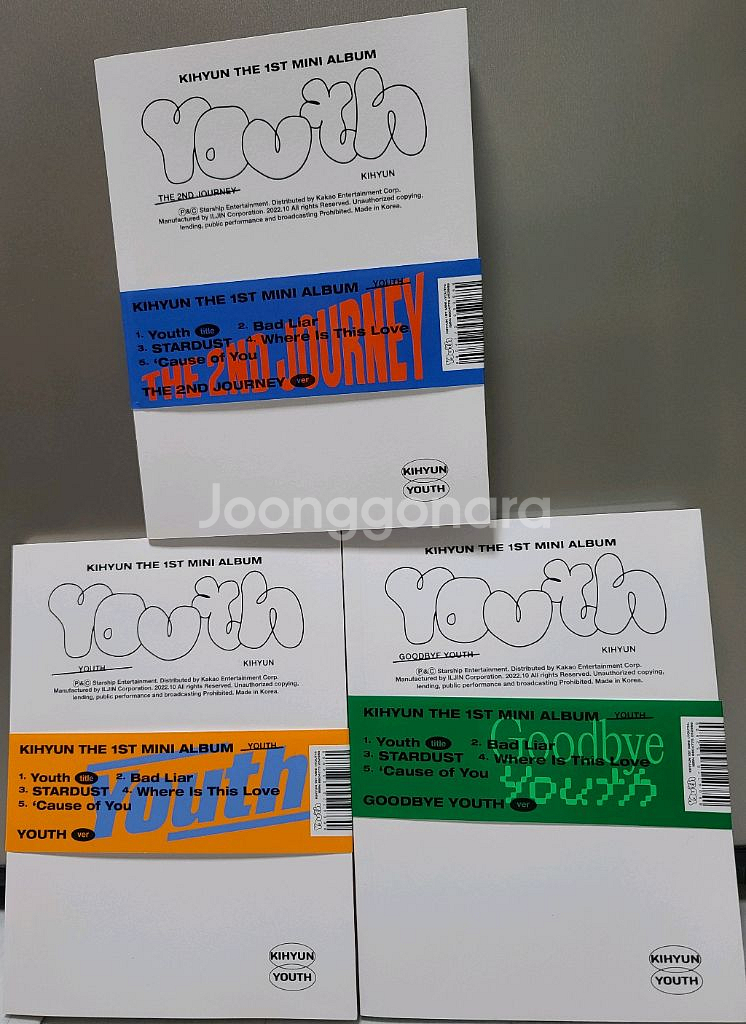 KIHYUN THE 1ST MINI ALBUM
Youth
THE 2ND JOURNEY
KIHYUN
Ⓟ&Ⓒ Starship Entertainment. Distributed by Kakao Entertainment Corp.
Manufactured by ILJIN Corporation. 2022.10 All rights Reserved. Unauthorized copying,
lending, public performance and broadcasting Prohibited. Made in Korea.
KIHYUN THE 1ST MINI ALBUM YOUTH
1. Youth title 2. Bad Liar
3. STARDUST 4. Where Is This Love
5. ‘Cause of You
THE 2ND JOURNEY
THE 2ND JOURNEY ver
Youth
KIHYUN
YOUTH
Joonggonara
KIHYUN THE 1ST MINI ALBUM
Youth
YOUTH
KIHYUN
Ⓟ&Ⓒ Starship Entertainment. Distributed by Kakao Entertainment Corp.
Manufactured by ILJIN Corporation. 2022.10 All rights Reserved. Unauthorized copying,
lending, public performance and broadcasting Prohibited. Made in Korea.
KIHYUN THE 1ST MINI ALBUM YOUTH
1. Youth title 2. Bad Liar
3. STARDUST 4. Where Is This Love
5. ‘Cause of You
Youth
YOUTH ver
Youth
KIHYUN
YOUTH
KIHYUN THE 1ST MINI ALBUM
Youth
GOODBYE YOUTH
KIHYUN
Ⓟ&Ⓒ Starship Entertainment. Distributed by Kakao Entertainment Corp.
Manufactured by ILJIN Corporation. 2022.10 All rights Reserved. Unauthorized copying,
lending, public performance and broadcasting Prohibited. Made in Korea.
KIHYUN THE 1ST MINI ALBUM YOUTH
1. Youth title 2. Bad Liar
3. STARDUST 4. Where Is This Love
5. ‘Cause of You
Goodbye
Youth
GOODBYE YOUTH ver
Youth
KIHYUN
YOUTH